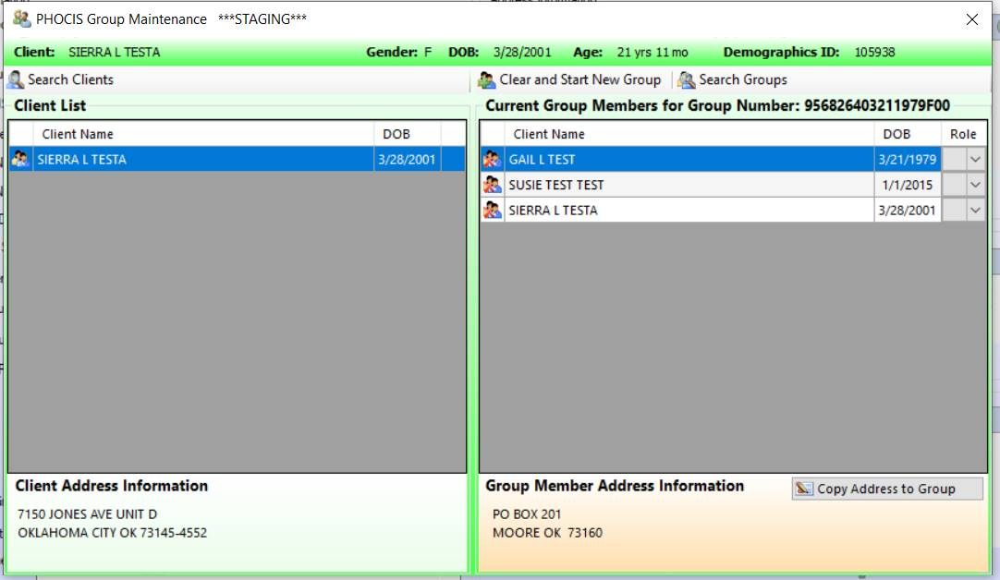 PHOCIS Group Maintenance ***STAGING***
Client: SIERRA L TESTA Gender: F DOB: 3/28/2001 Age: 21 yrs 11 mo Demographics ID: 105938
Search Clients
Clear and Start New Group Search Groups
Client List
Client Name DOB
SIERRA L TESTA 3/28/2001
Current Group Members for Group Number: 956826403211979F00
Client Name DOB Role
GAIL L TEST 3/21/1979
SUSIE TEST TEST 1/1/2015
SIERRA L TESTA 3/28/2001
Client Address Information
7150 JONES AVE UNIT D
OKLAHOMA CITY OK 73145-4552
Group Member Address Information
Copy Address to Group
PO BOX 201
MOORE OK 73160